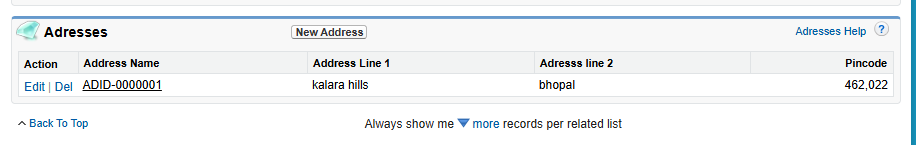 Adresses New Address Adresses Help ?
Action Address Name Address Line 1 Adresss line 2 Pincode
Edit | Del ADID-0000001 kalara hills bhopal 462,022
Back To Top Always show me more records per related list